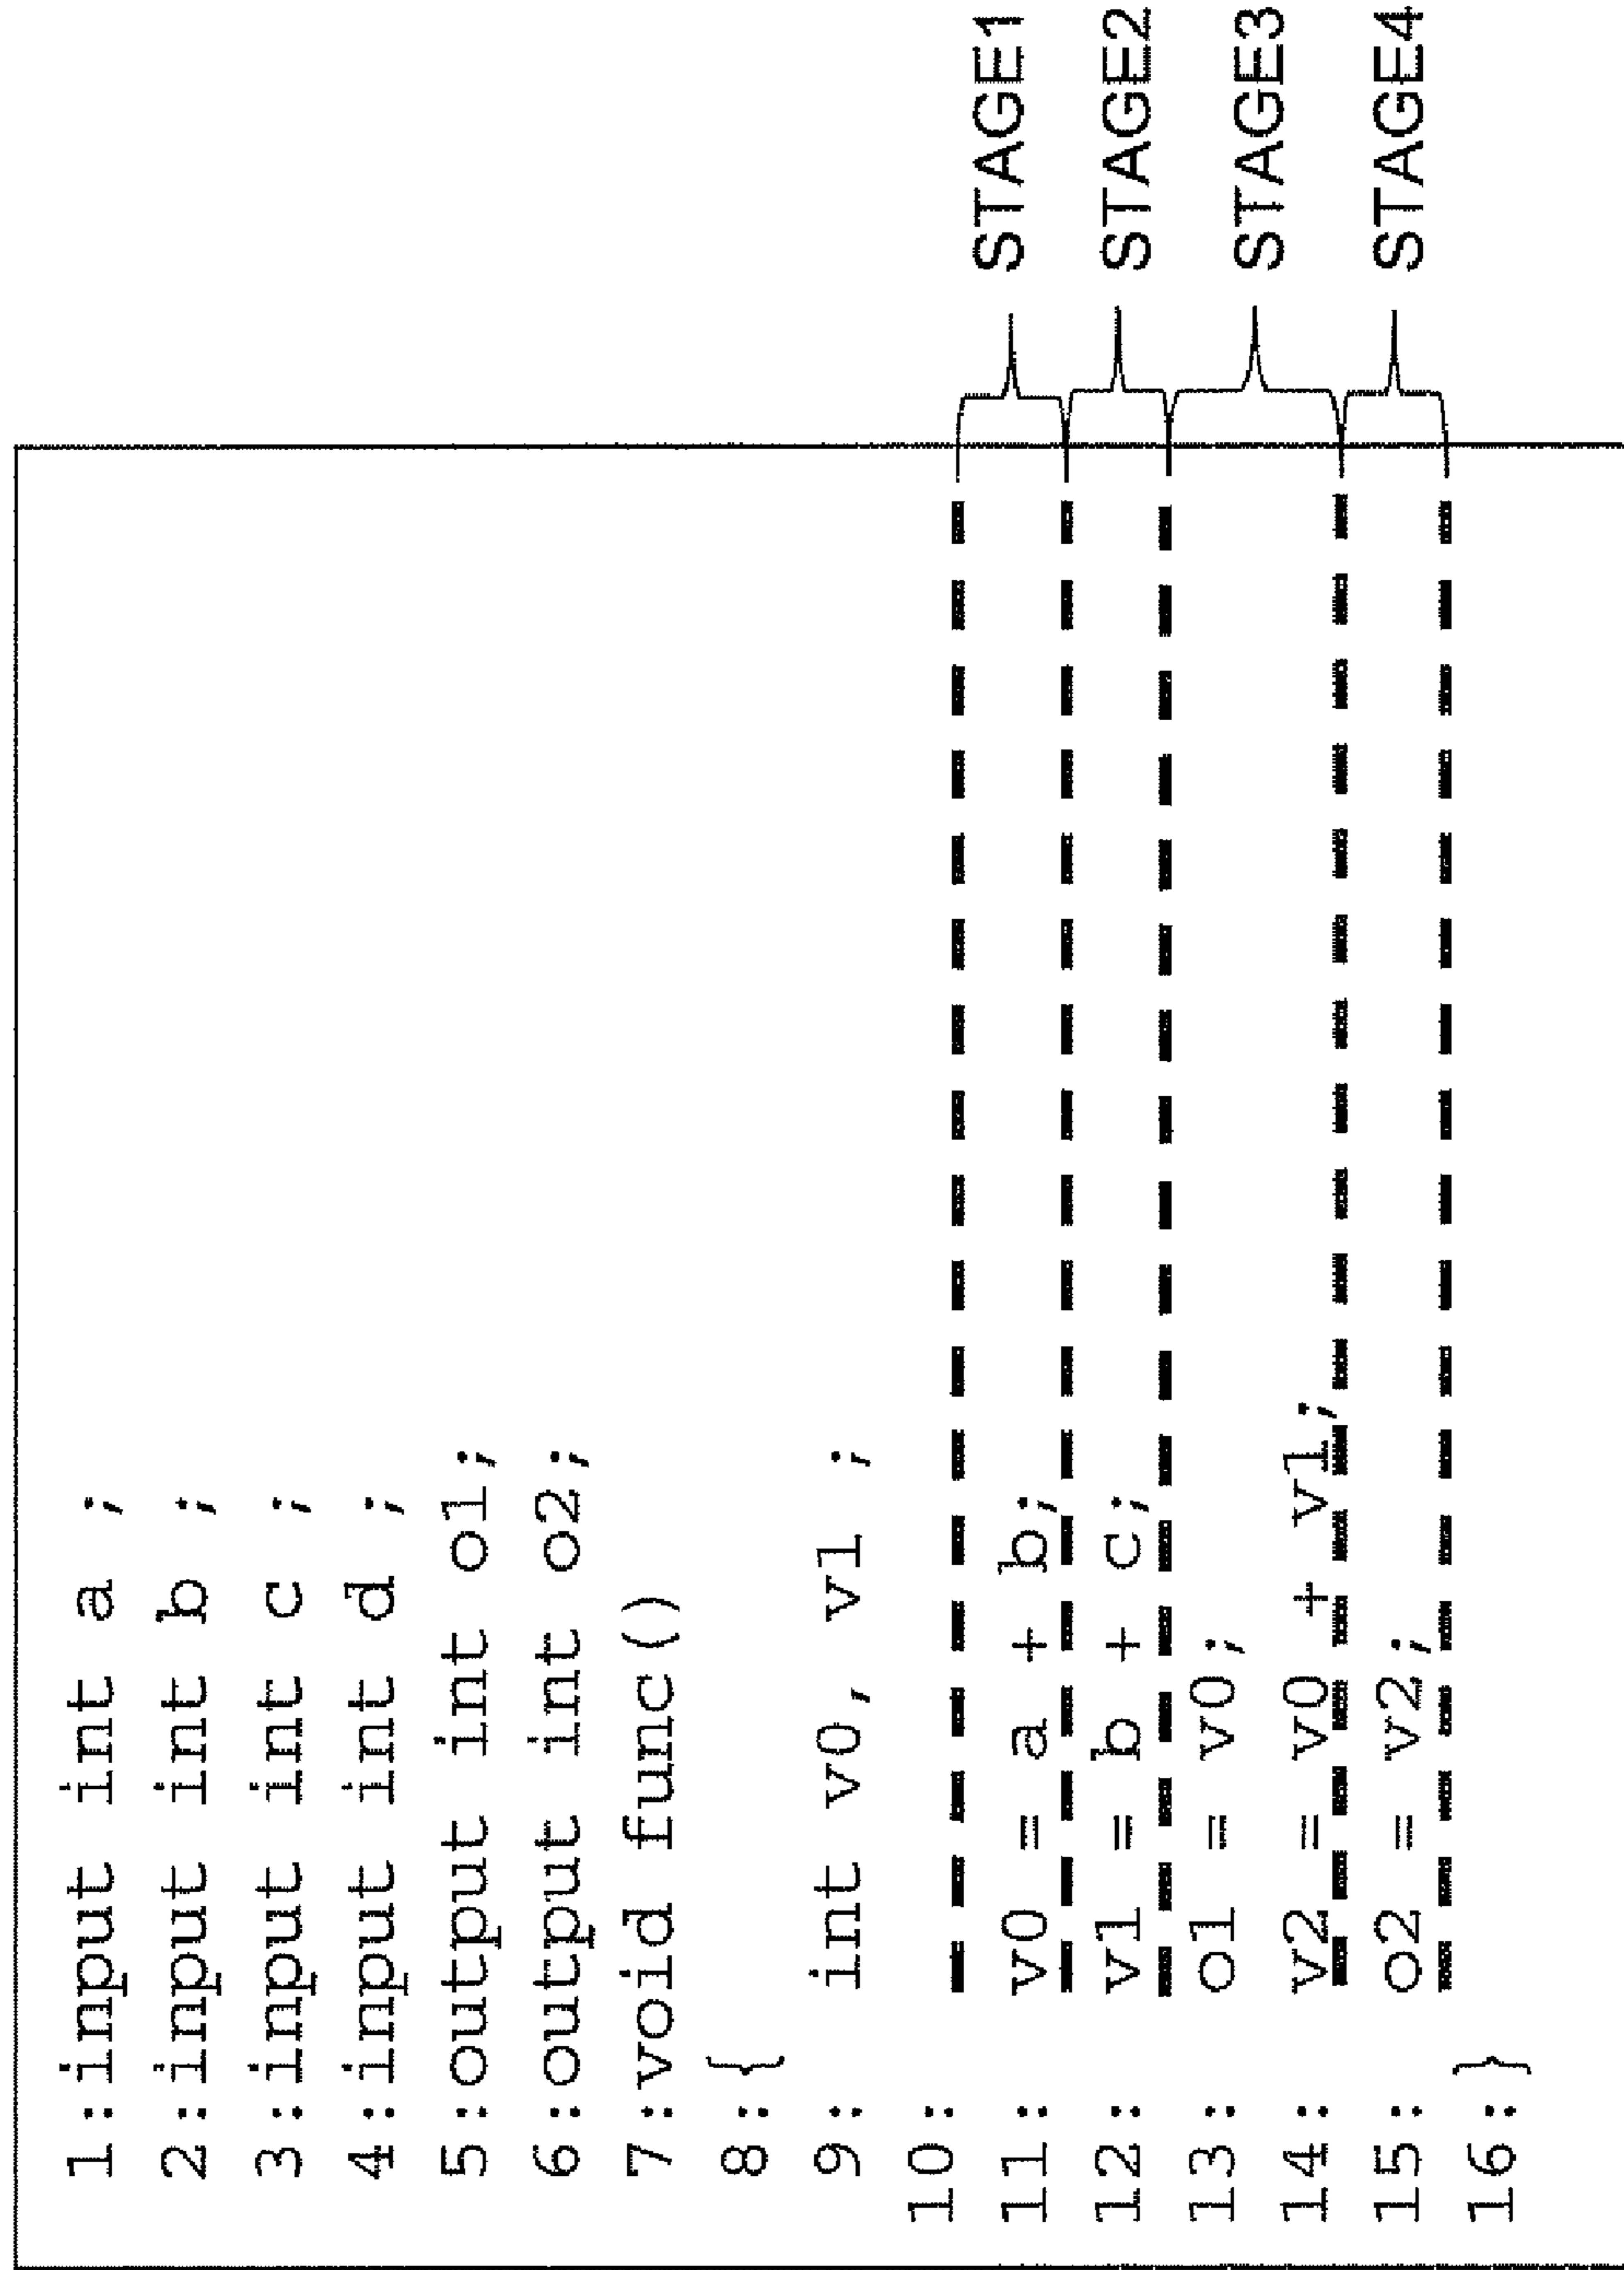 1:input int a ;
2:input int b ;
3:input int c ;
4:input int d ;
5:output int o1;
6:output int o2;
7:void func()
8:{
9: int v0, v1 ;
10:
11: v0 = a + b;
12: v1 = b + c;
13: o1 = v0;
14: v2 = v0 + v1;
15: o2 = v2;
16:}
STAGE1
STAGE2
STAGE3
STAGE4